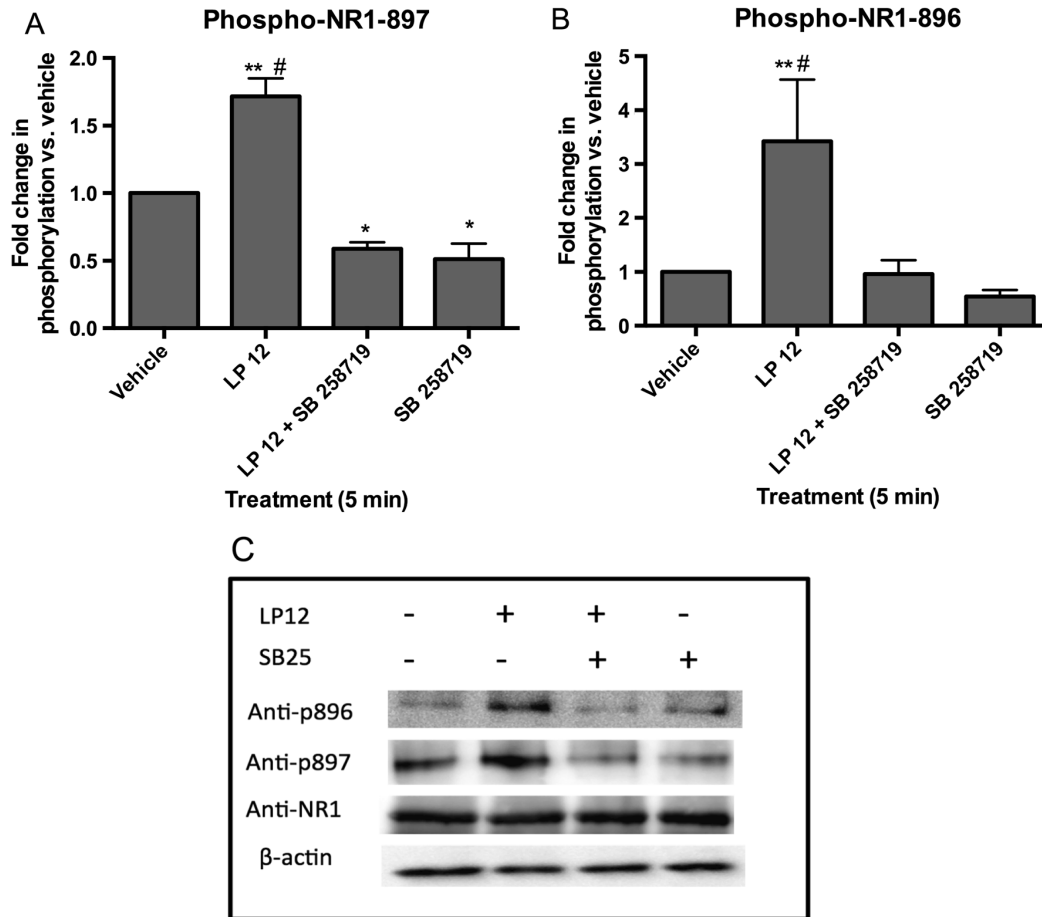 A
Phospho-NR1-897
Fold change in
phosphorylation vs. vehicle
2.0
1.5
1.0
0.5
0.0
** #
*
*
Vehicle
LP 12
LP 12 + SB 258719
SB 258719
Treatment (5 min)
B
Phospho-NR1-896
Fold change in
phosphorylation vs. vehicle
5
4
3
2
1
0
**#
Vehicle
LP 12
LP 12 + SB 258719
SB 258719
Treatment (5 min)
C
LP12 - + + -
SB25 - - + +
Anti-p896
Anti-p897
Anti-NR1
β-actin